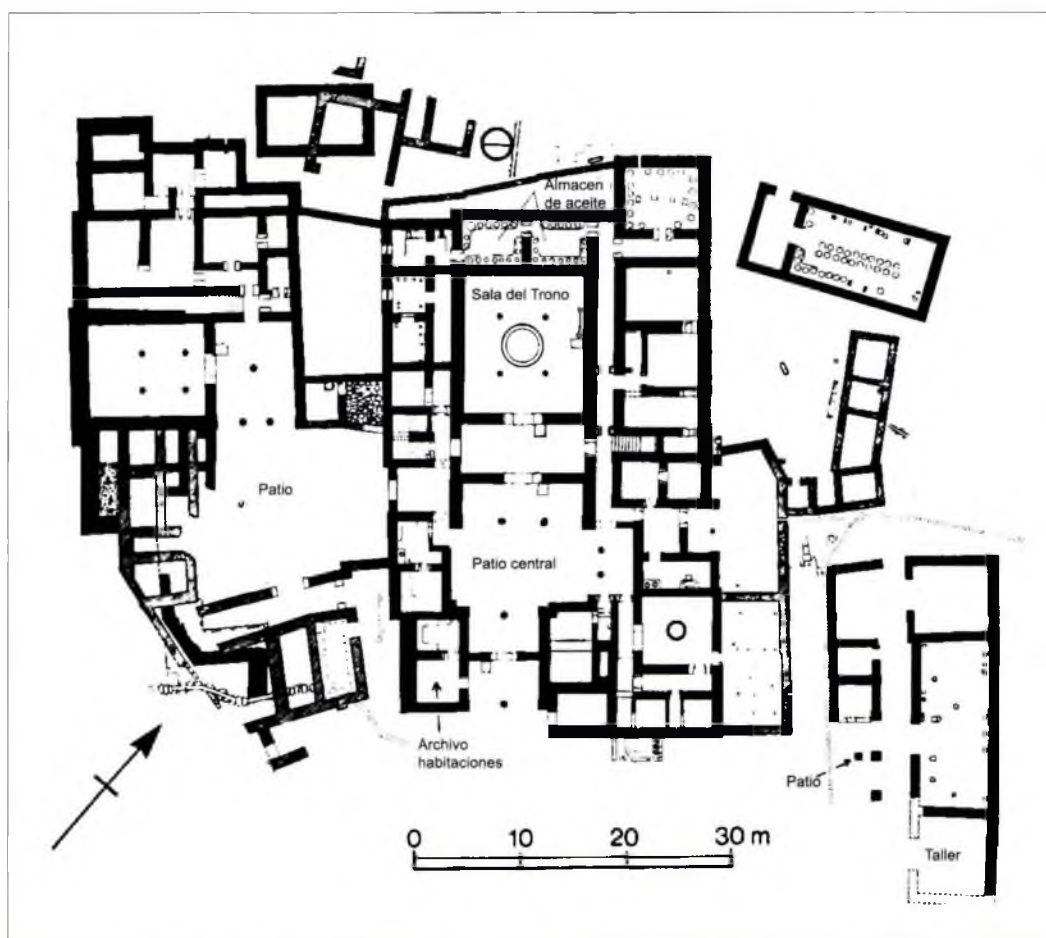 Almacen
de aceite
Sala del Trono
Patio
Patio central
Archivo
habitaciones
Patio
Taller
0 10 20 30 m